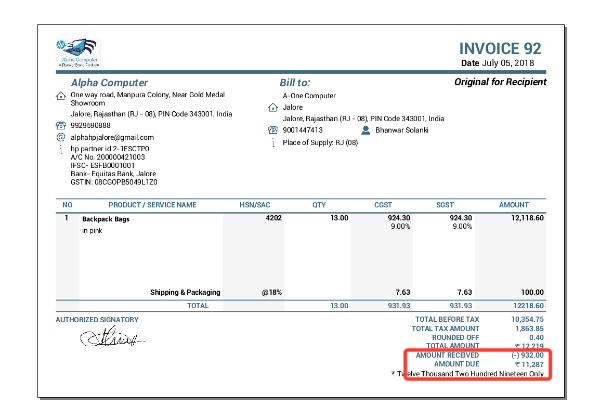 INVOICE 92
Date July 05, 2018
Alpha Computer
Original for Recipient
Alpha Computer
One way road, Manpura Colony, Near Gold Medal
Showroom
Jalore, Rajasthan (RJ - 08), PIN Code 343001, India
9929690888
alphahpjalore@gmail.com
hp partner id 2-1ESCTP0
A/C No. 200000421003
IFSC- ESFB0001001
Bank- Equitas Bank, Jalore
GSTIN: 08CGOPB5049L1Z0
Bill to:
A-One Computer
Jalore
Jalore, Rajasthan (RJ - 08), PIN Code 343001, India
9001447413 Bhanwar Solanki
Place of Supply: RJ (08)
NO PRODUCT / SERVICE NAME HSN/SAC QTY CGST SGST AMOUNT
1 Backpack Bags 4202 13.00 924.30 924.30 12,118.60
in pink 9.00% 9.00%
Shipping & Packaging @18% 7.63 7.63 100.00
TOTAL 13.00 931.93 931.93 12218.60
AUTHORIZED SIGNATORY
TOTAL BEFORE TAX 10,354.75
TOTAL TAX AMOUNT 1,863.85
ROUNDED OFF 0.40
TOTAL AMOUNT ₹ 12,219
AMOUNT RECEIVED (-) 932.00
AMOUNT DUE ₹ 11,287
₹ Twelve Thousand Two Hundred Nineteen Only